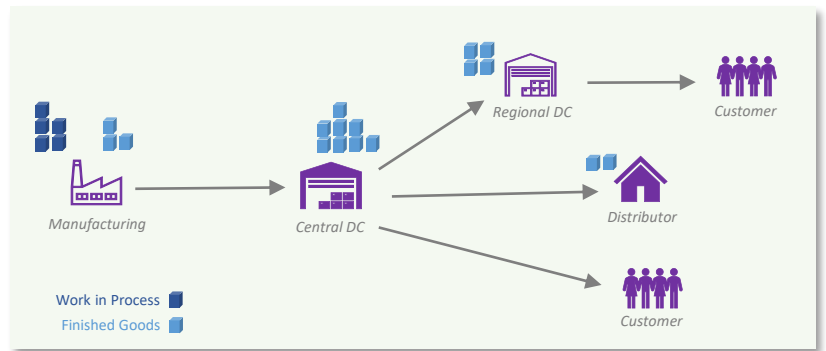 Regional DC
Customer
Manufacturing
Central DC
Distributor
Customer
Work in Process
Finished Goods